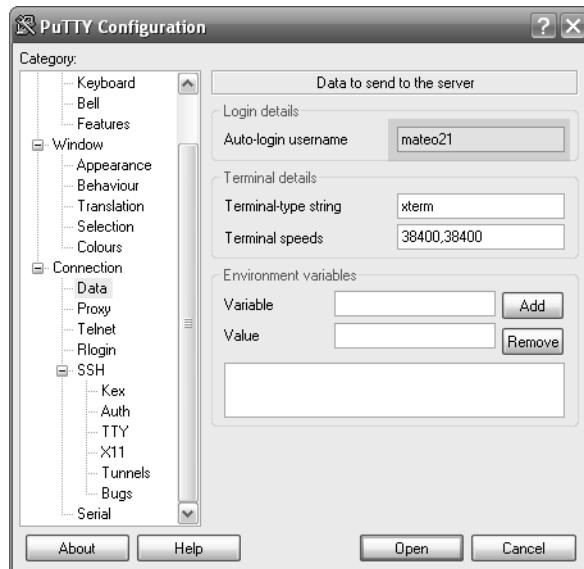 PuTTY Configuration
Category:
Keyboard
Bell
Features
Window
Appearance
Behaviour
Translation
Selection
Colours
Connection
Data
Proxy
Telnet
Rlogin
SSH
Kex
Auth
TTY
X11
Tunnels
Bugs
Serial
Data to send to the server
Login details
Auto-login username mateo21
Terminal details
Terminal-type string xterm
Terminal speeds 38400,38400
Environment variables
Variable Add
Value Remove
About Help Open Cancel